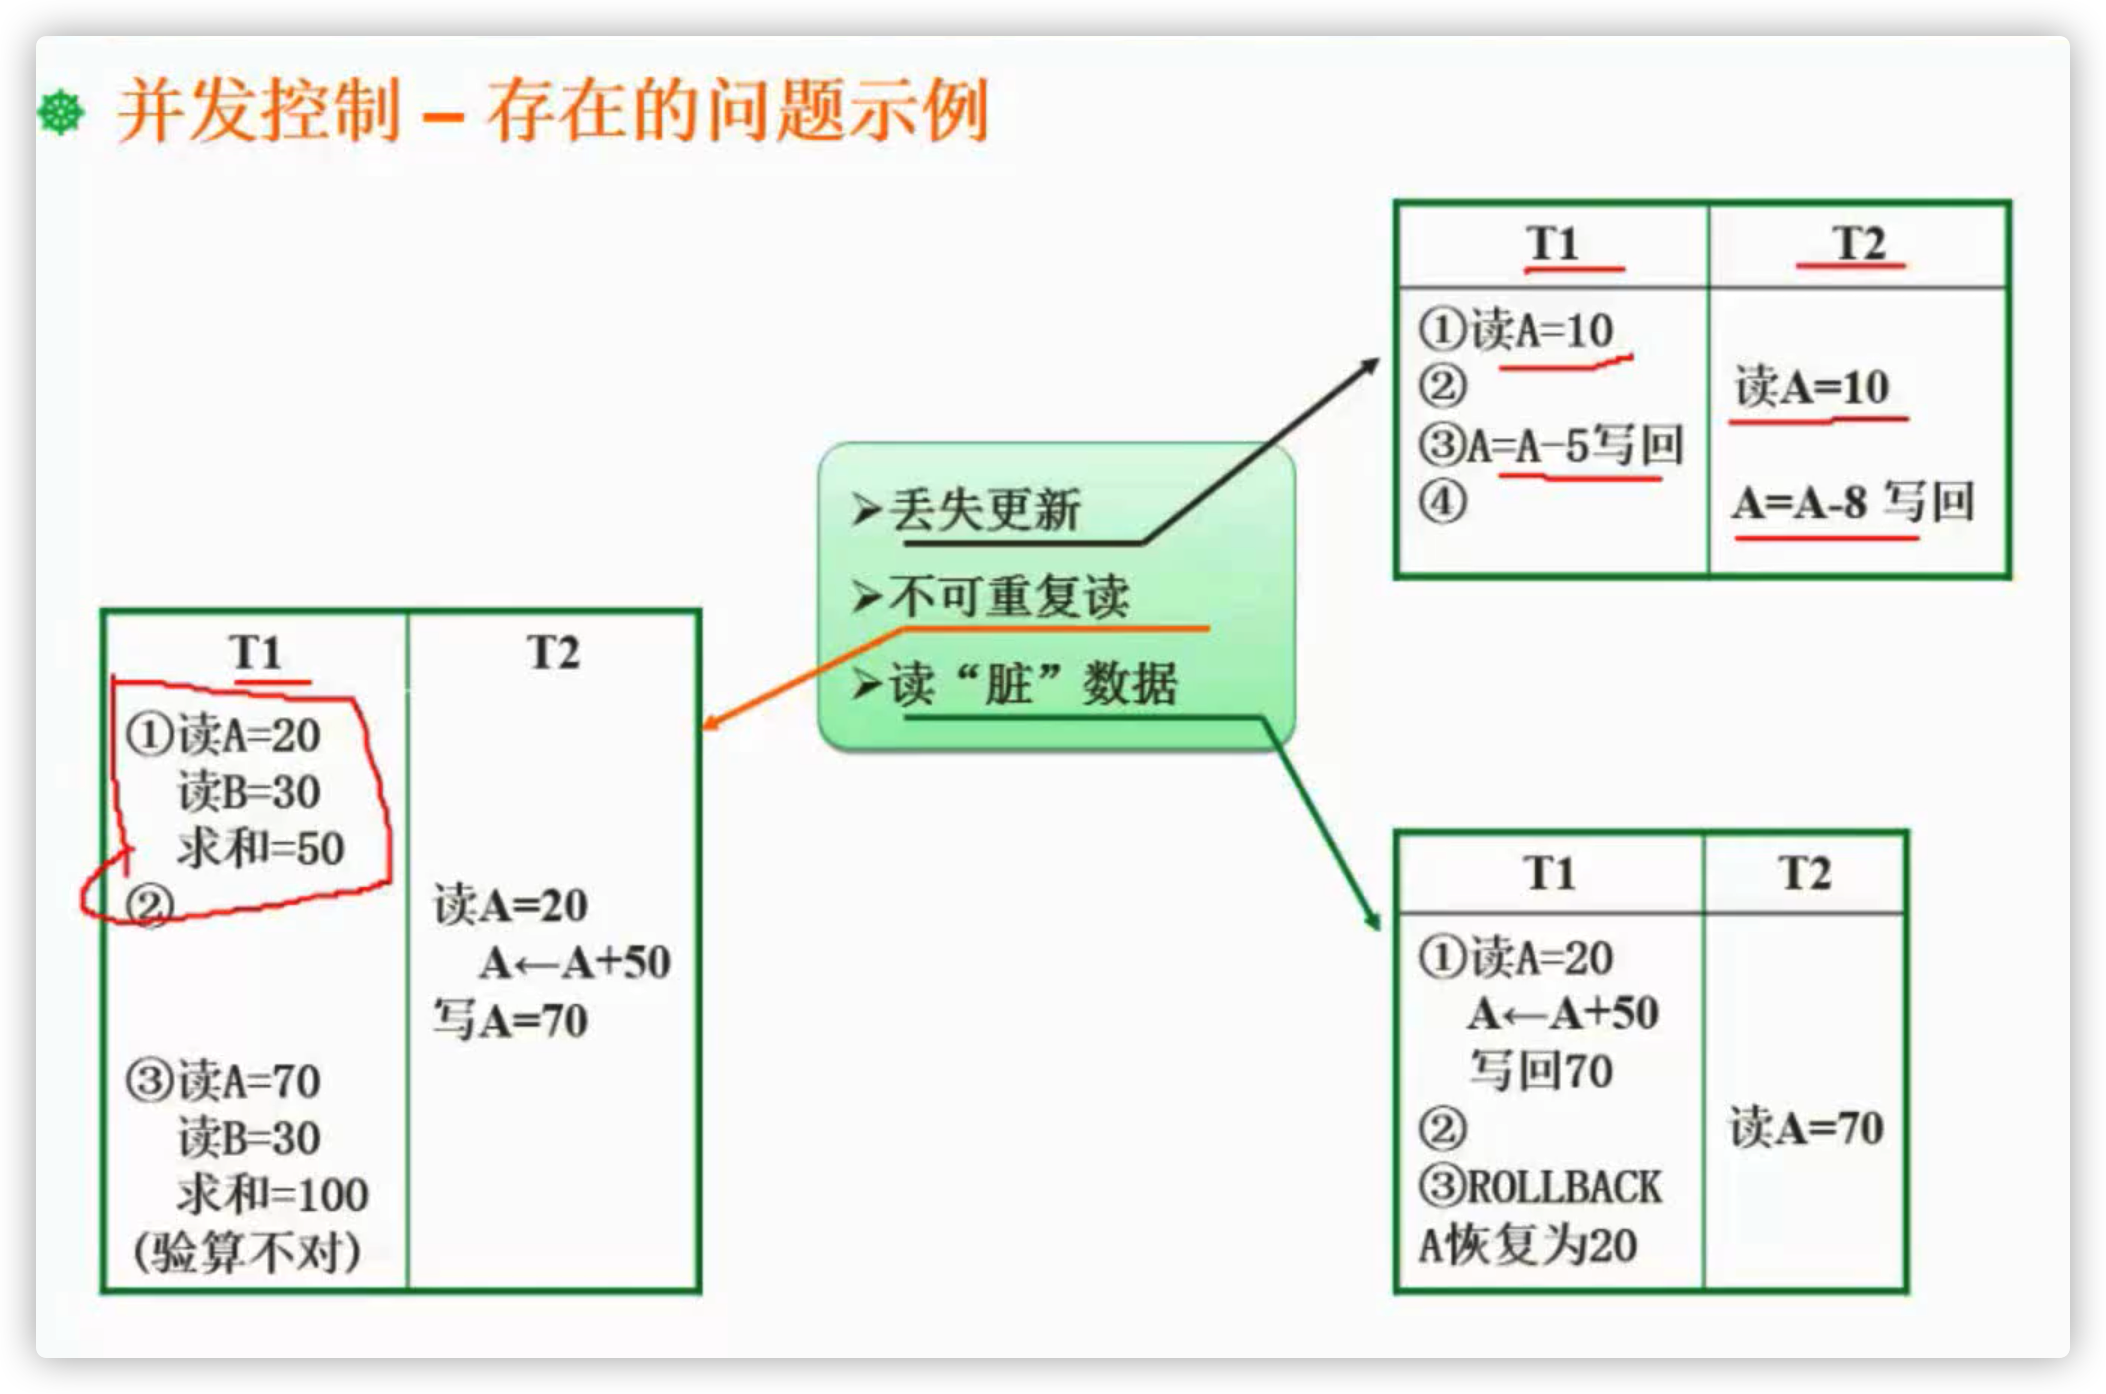 并发控制 – 存在的问题示例
T1 T2
①读A=10
② 读A=10
③A=A-5写回
④ A=A-8 写回
➢丢失更新
➢不可重复读
➢读“脏”数据
T1 T2
①读A=20
读B=30
求和=50
② 读A=20
A←A+50
写A=70
③读A=70
读B=30
求和=100
(验算不对)
T1 T2
①读A=20
A←A+50
写回70
② 读A=70
③ROLLBACK
A恢复为20